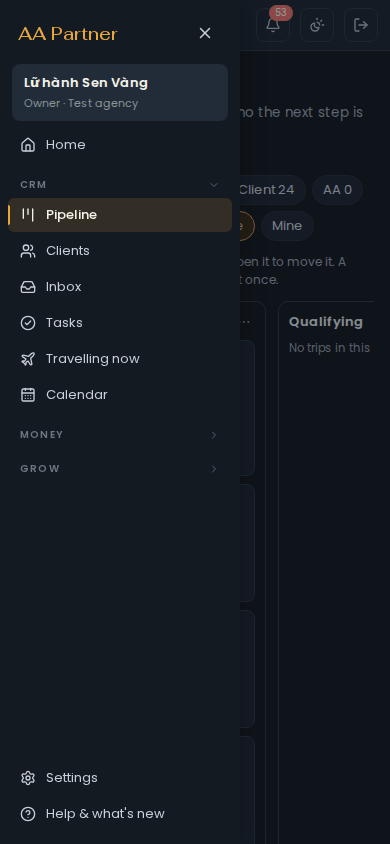 AA Partner
53
Lữ hành Sen Vàng
Owner · Test agency
Home
CRM
Pipeline
Clients
Inbox
Tasks
Travelling now
Calendar
MONEY
GROW
Settings
Help & what's new
the next step is
Client 24
AA 0
Mine
open it to move it. A
at once.
Qualifying
No trips in this